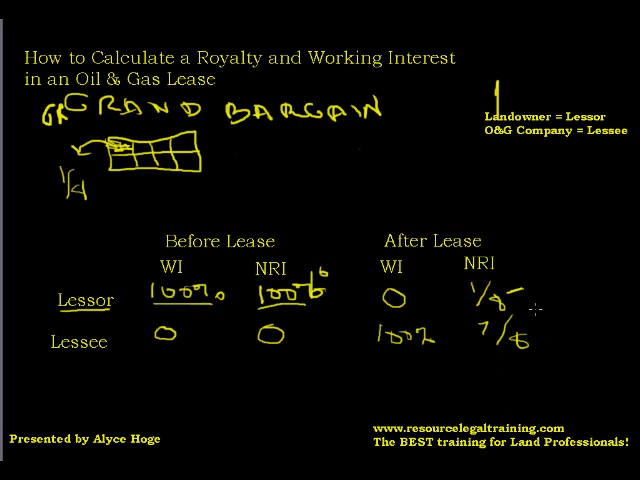 How to Calculate a Royalty and Working Interest
in an Oil & Gas Lease
GR GRAND BARGAIN
Landowner = Lessor
O&G Company = Lessee
1/4
Before Lease After Lease
WI NRI WI NRI
Lessor 100% 100% 0 1/8
Lessee 0 0 100% 7/8
www.resourcelegaltraining.com
Presented by Alyce Hoge The BEST training for Land Professionals!